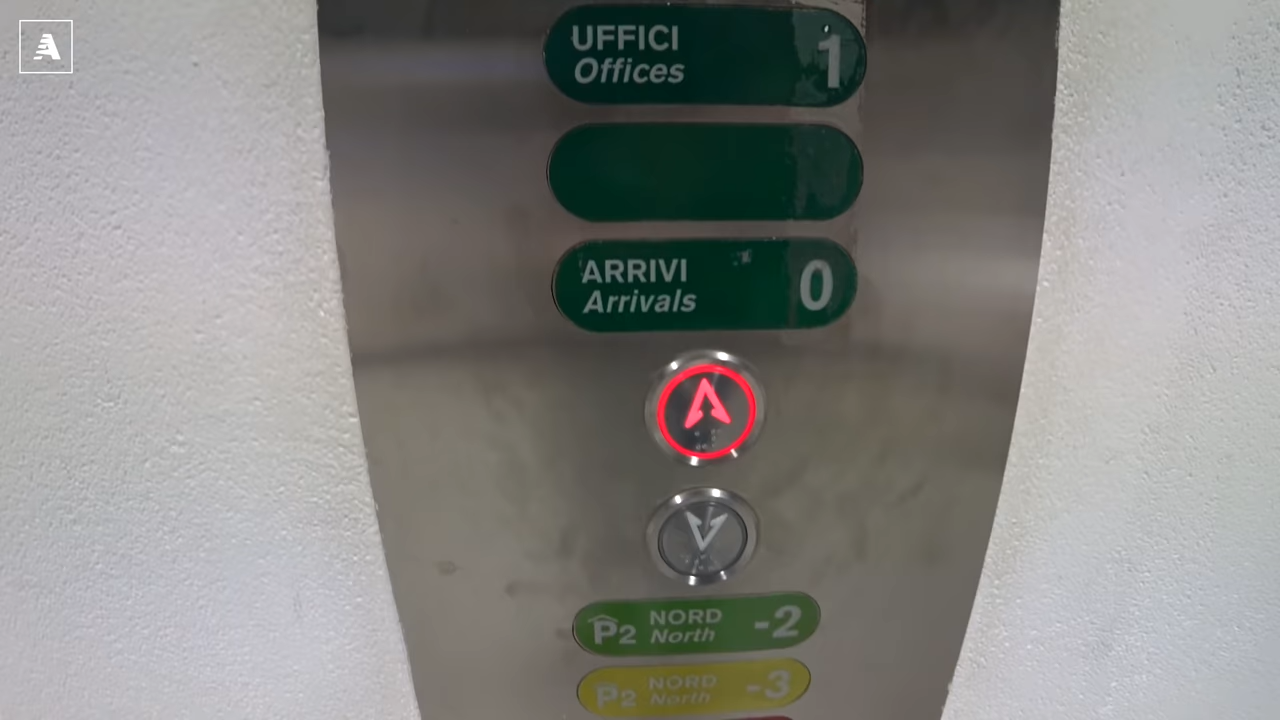 UFFICI
Offices
1
ARRIVI
Arrivals
0
P2
NORD
North
-2
P2
NORD
North
-3